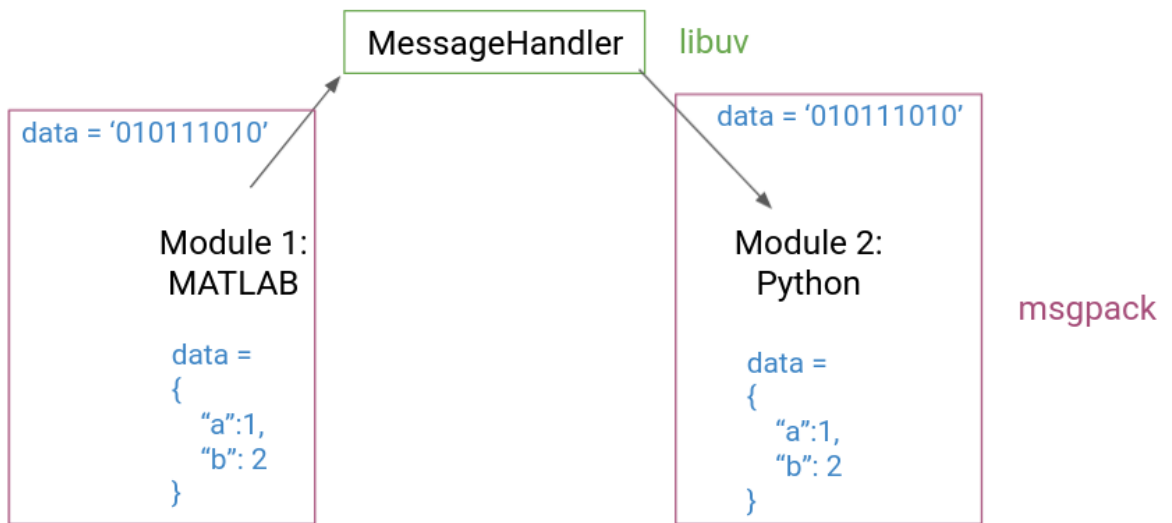 MessageHandler
libuv
data = ‘010111010’
Module 1:
MATLAB
data =
{
“a”:1,
“b”: 2
}
data = ‘010111010’
Module 2:
Python
data =
{
“a”:1,
“b”: 2
}
msgpack